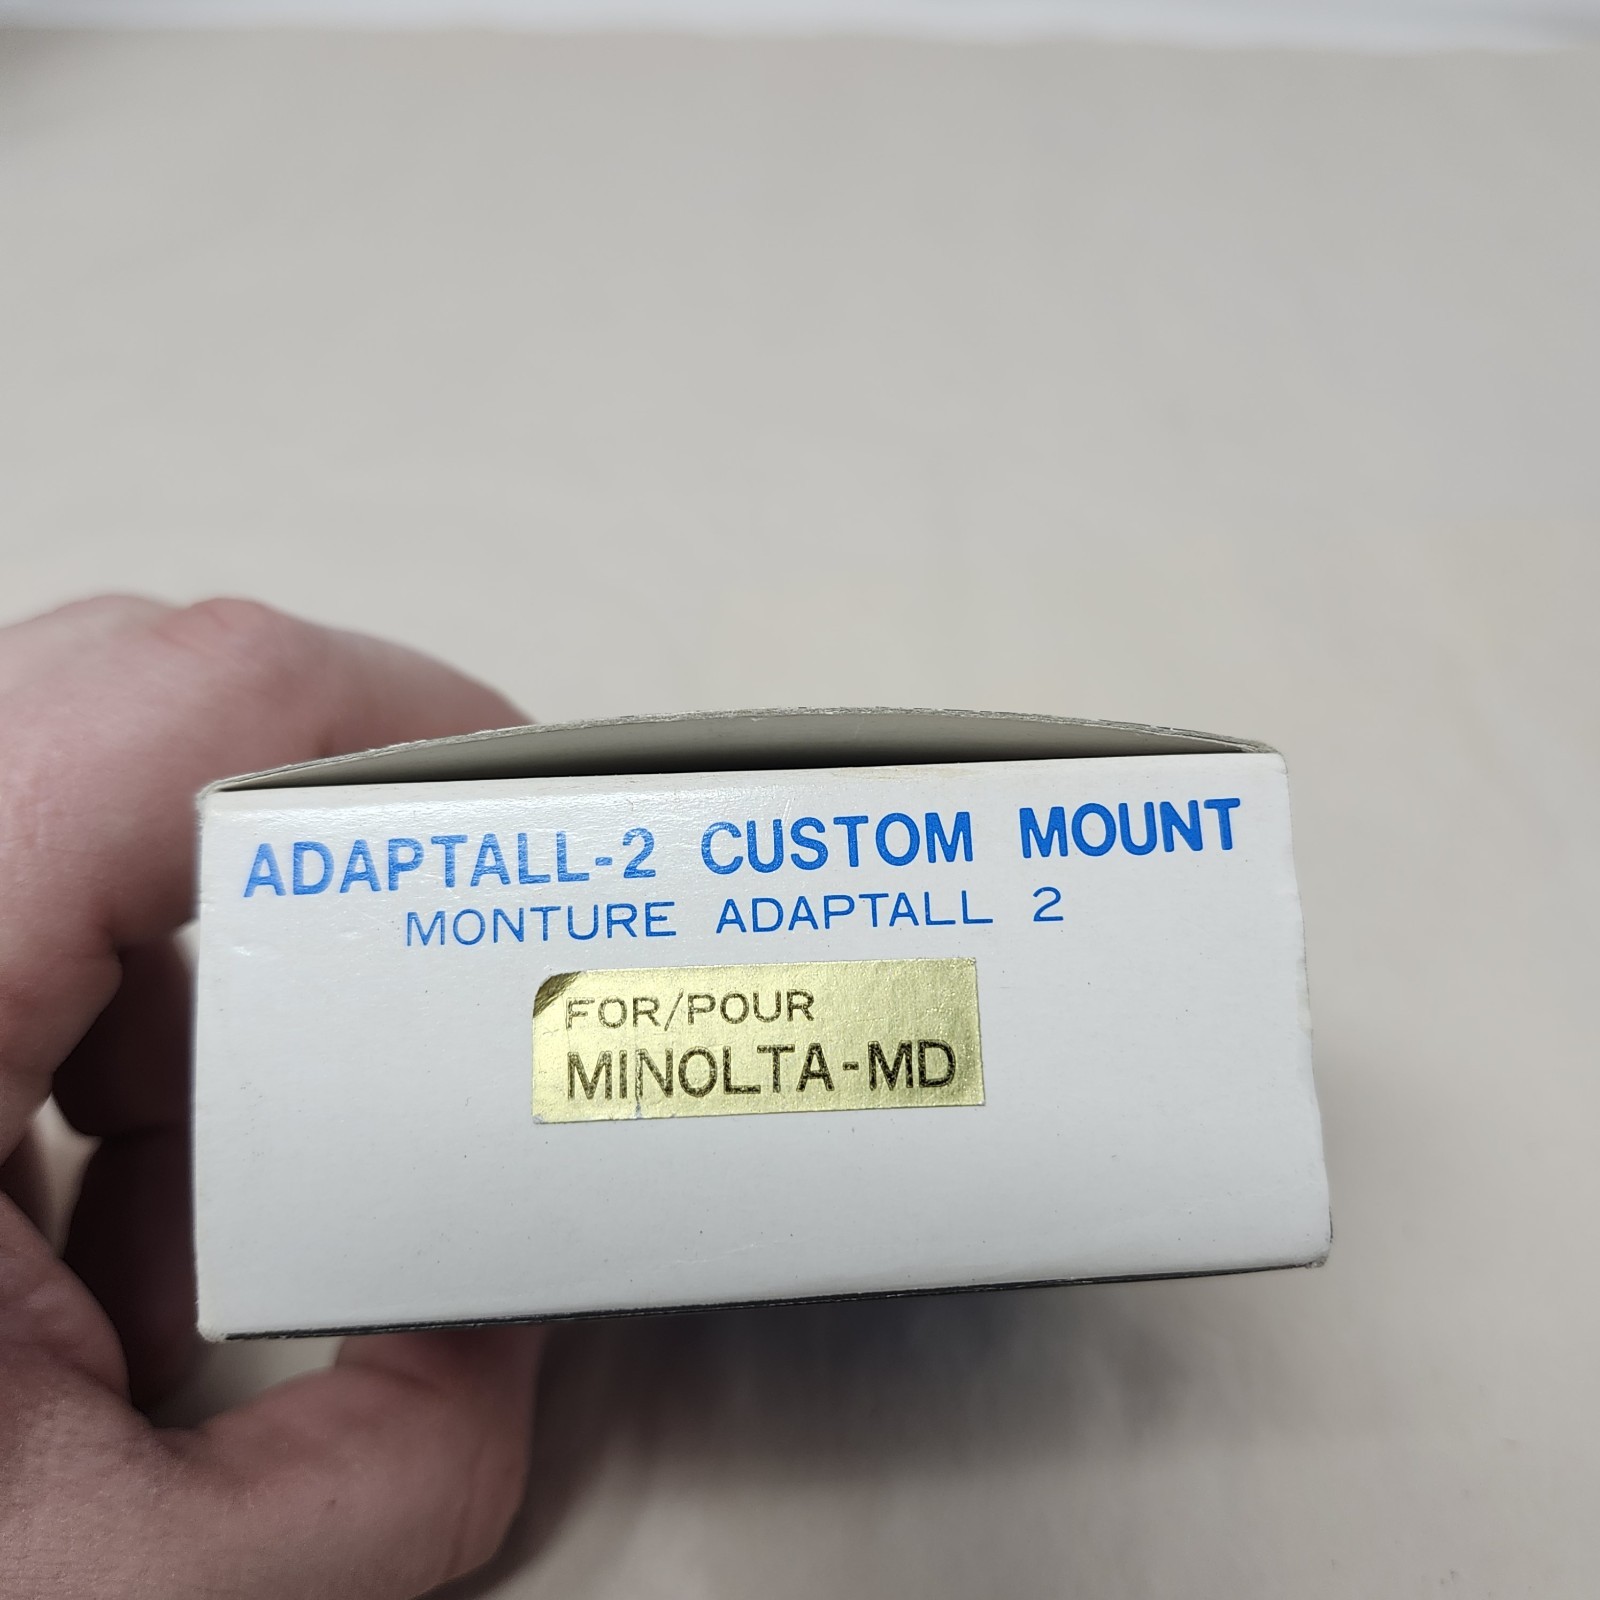 ADAPTALL-2 CUSTOM MOUNT
MONTURE ADAPTALL 2
FOR/POUR
MINOLTA-MD